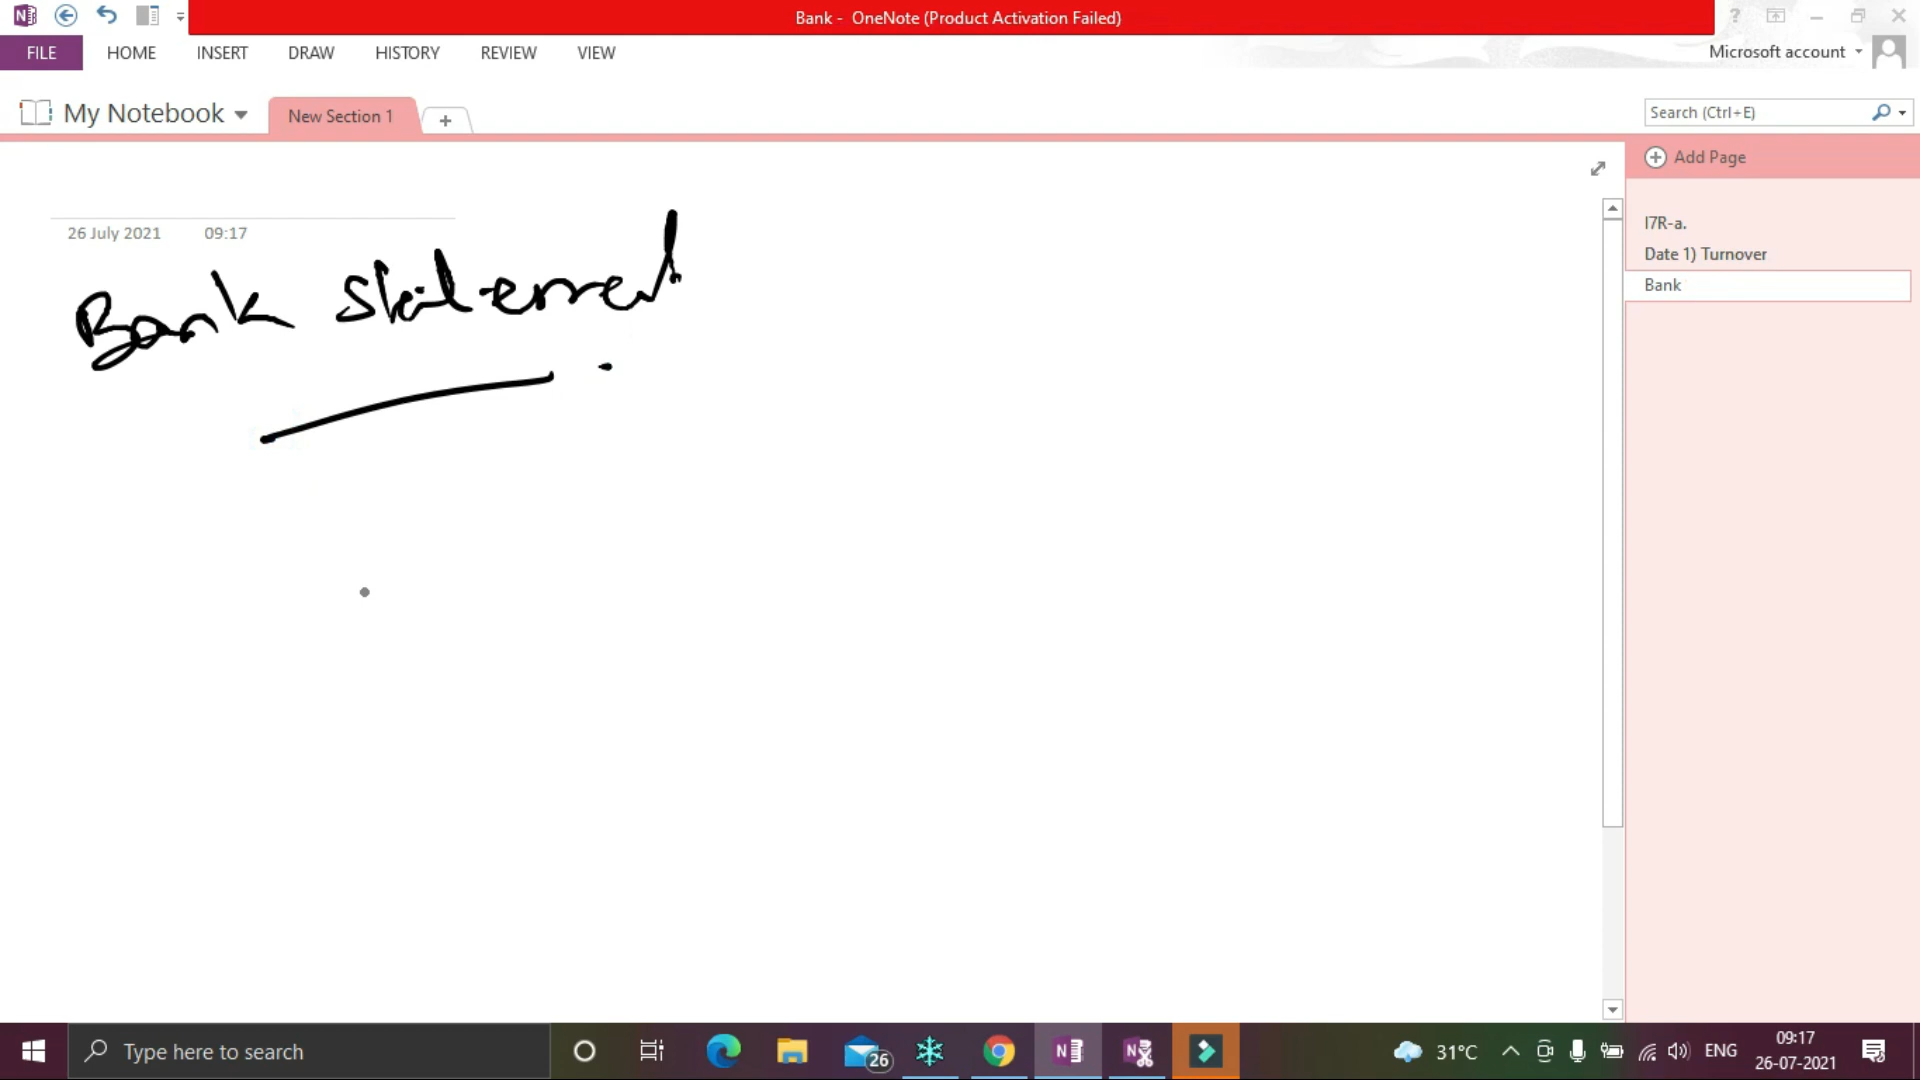 Bank - OneNote (Product Activation Failed)
FILE HOME INSERT DRAW HISTORY REVIEW VIEW
Microsoft account
My Notebook
New Section 1
Search (Ctrl+E)
Add Page
26 July 2021 09:17
Bank Statement
I7R-a.
Date 1) Turnover
Bank
Type here to search
26
31°C
ENG
09:17
26-07-2021